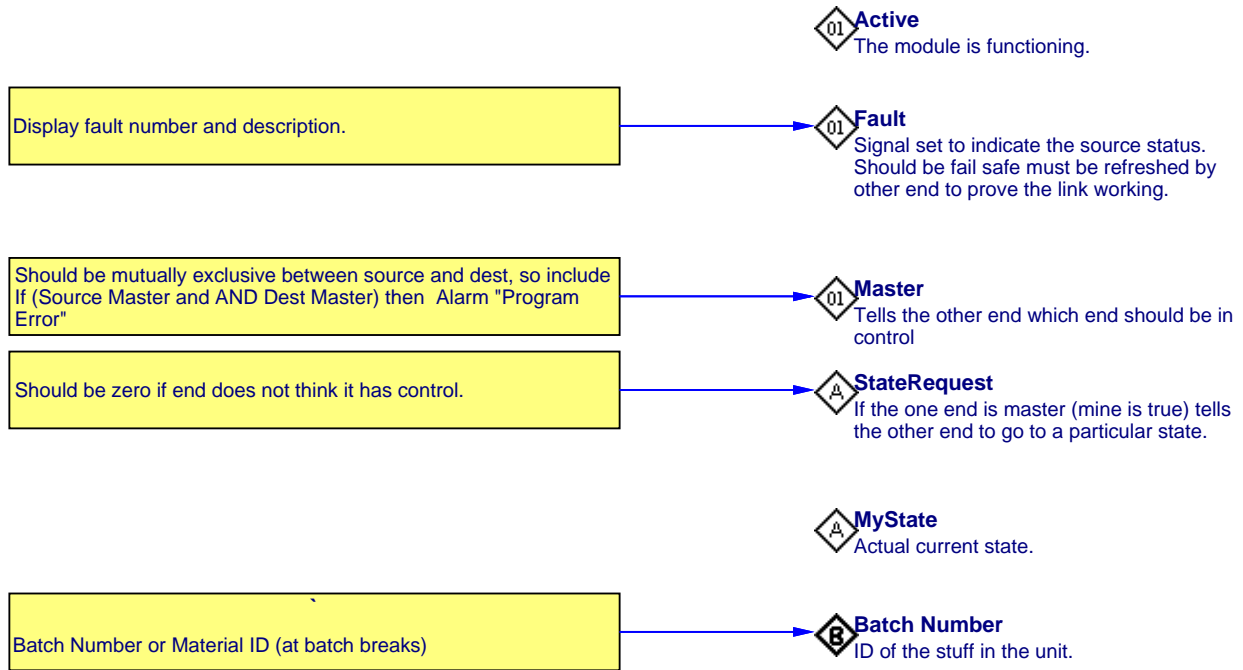 01
Active
The module is functioning.
Display fault number and description.
01
Fault
Signal set to indicate the source status.
Should be fail safe must be refreshed by
other end to prove the link working.
Should be mutually exclusive between source and dest, so include
If (Source Master and AND Dest Master) then  Alarm "Program
Error"
01
Master
Tells the other end which end should be in
control
Should be zero if end does not think it has control.
A
StateRequest
If the one end is master (mine is true) tells
the other end to go to a particular state.
A
MyState
Actual current state.
`
Batch Number or Material ID (at batch breaks)
B
Batch Number
ID of the stuff in the unit.